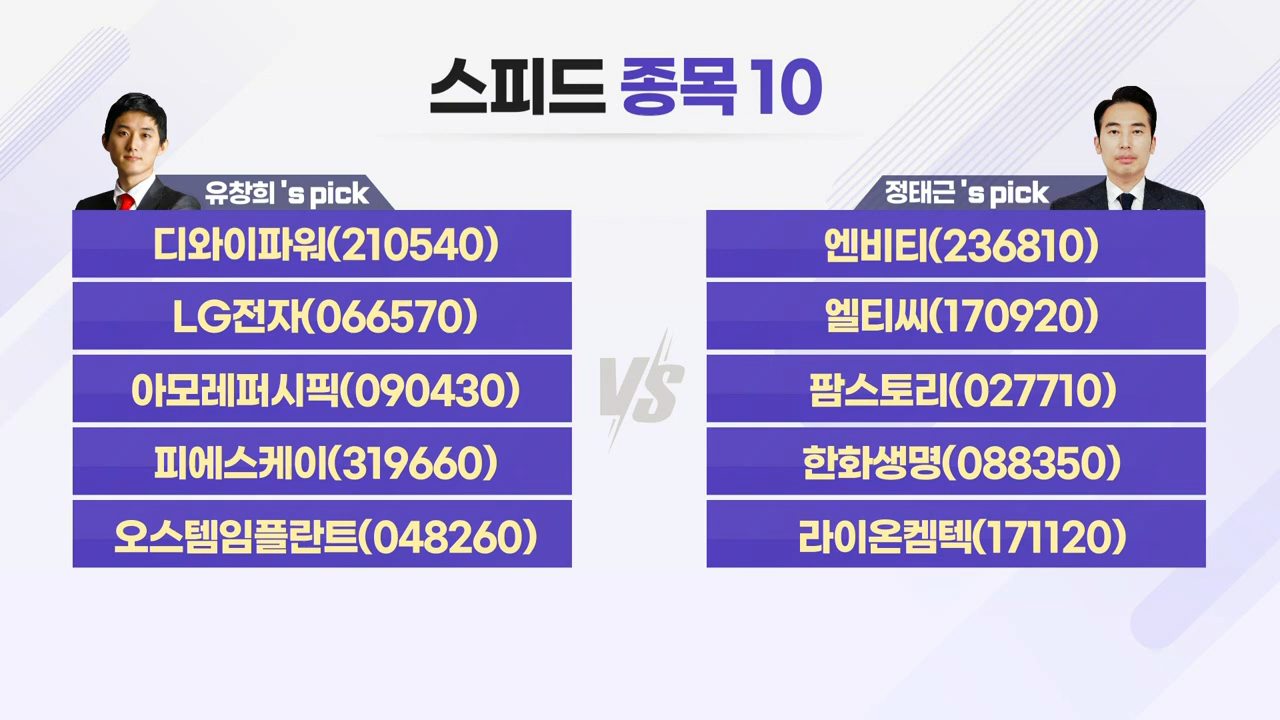 스피드 종목 10
유창희 's pick
디와이파워(210540)
LG전자(066570)
아모레퍼시픽(090430)
피에스케이(319660)
오스템임플란트(048260)
VS
정태근 's pick
엔비티(236810)
엘티씨(170920)
팜스토리(027710)
한화생명(088350)
라이온켐텍(171120)